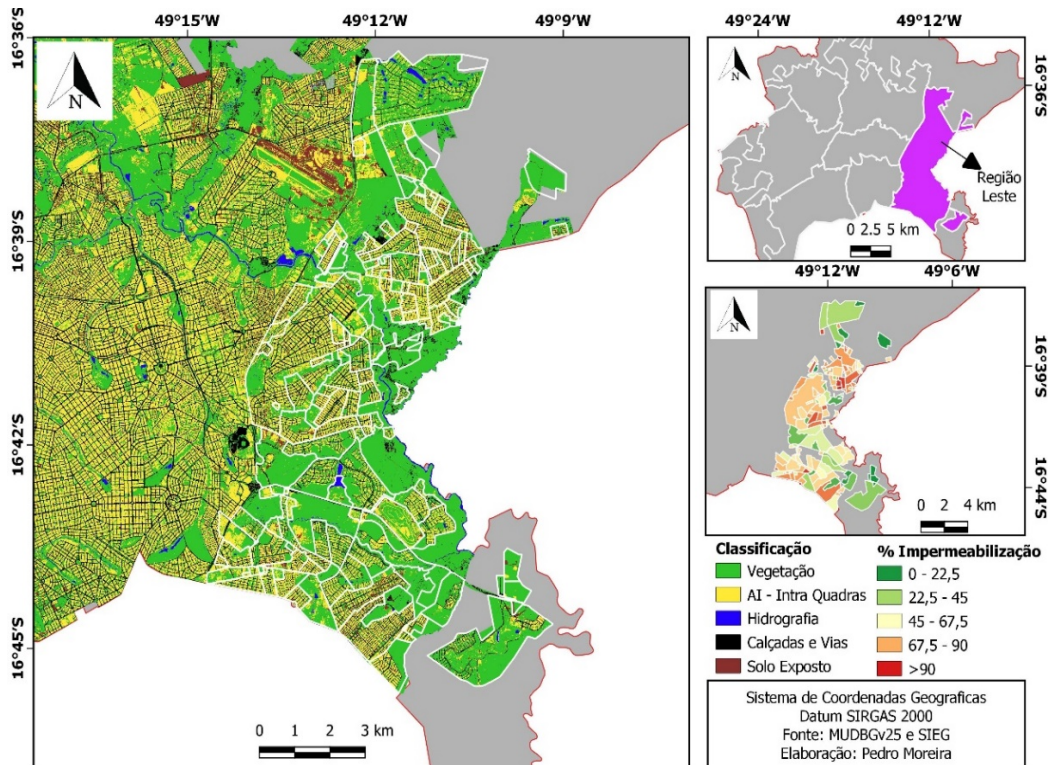 49°15'W 49°12'W 49°9'W
16°36'S
16°39'S
16°42'S
16°45'S
N
0 1 2 3 km
49°24'W 49°12'W
16°36'S
N
Região
Leste
0 2.5 5 km
49°12'W 49°6'W
16°39'S
16°44'S
N
0 2 4 km
Classificação
Vegetação
AI - Intra Quadras
Hidrografia
Calçadas e Vias
Solo Exposto
% Impermeabilização
0 - 22,5
22,5 - 45
45 - 67,5
67,5 - 90
>90
Sistema de Coordenadas Geograficas
Datum SIRGAS 2000
Fonte: MUDBGv25 e SIEG
Elaboração: Pedro Moreira